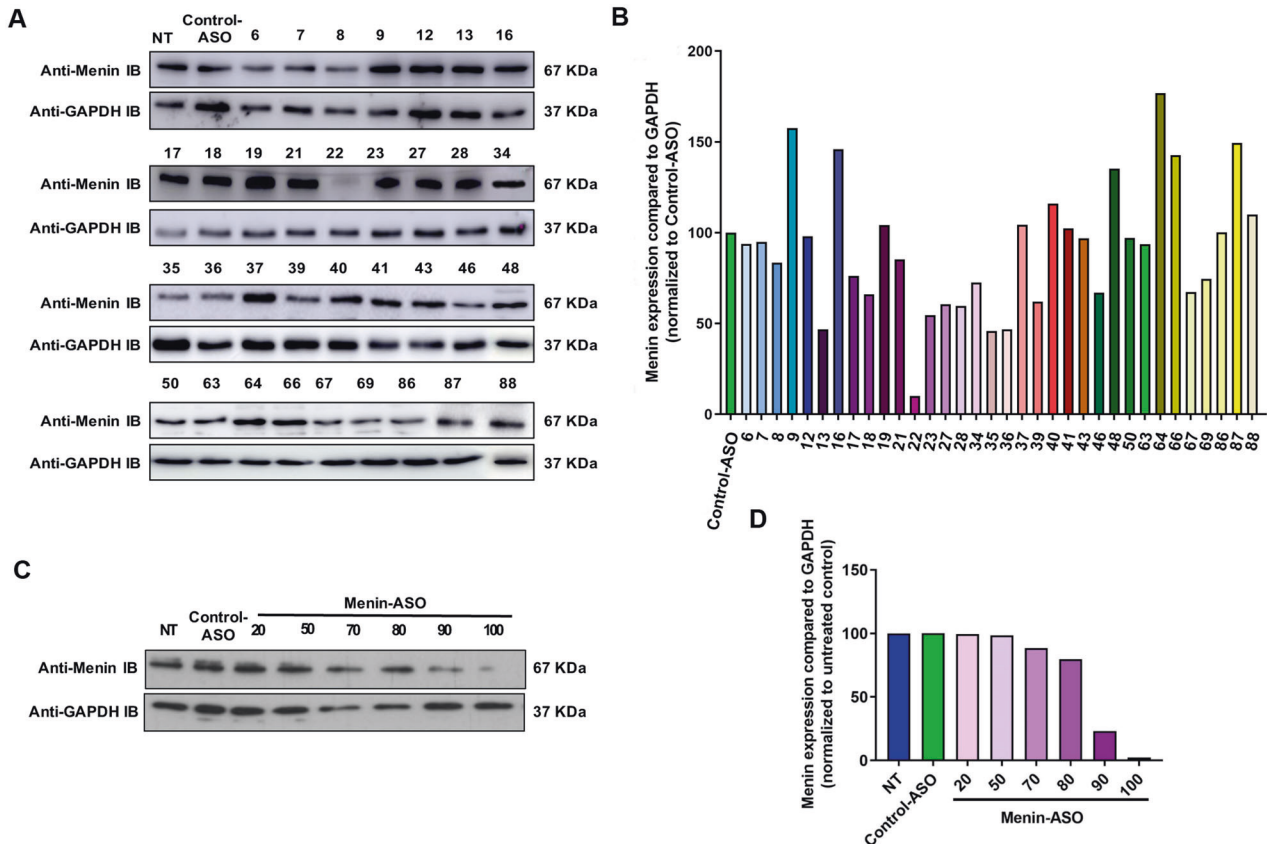 A
NT Control-ASO 6 7 8 9 12 13 16
Anti-Menin IB 67 KDa
Anti-GAPDH IB 37 KDa
17 18 19 21 22 23 27 28 34
Anti-Menin IB 67 KDa
Anti-GAPDH IB 37 KDa
35 36 37 39 40 41 43 46 48
Anti-Menin IB 67 KDa
Anti-GAPDH IB 37 KDa
50 63 64 66 67 69 86 87 88
Anti-Menin IB 67 KDa
Anti-GAPDH IB 37 KDa
B
Menin expression compared to GAPDH
(normalized to Control-ASO)
200
150
100
50
0
Control-ASO 6 7 8 9 12 13 16 17 18 19 21 22 23 27 28 34 35 36 37 39 40 41 43 46 48 50 63 64 66 67 69 86 87 88
C
Menin-ASO
NT Control-ASO 20 50 70 80 90 100
Anti-Menin IB 67 KDa
Anti-GAPDH IB 37 KDa
D
Menin expression compared to GAPDH
(normalized to untreated control)
150
100
50
0
NT Control-ASO 20 50 70 80 90 100
Menin-ASO